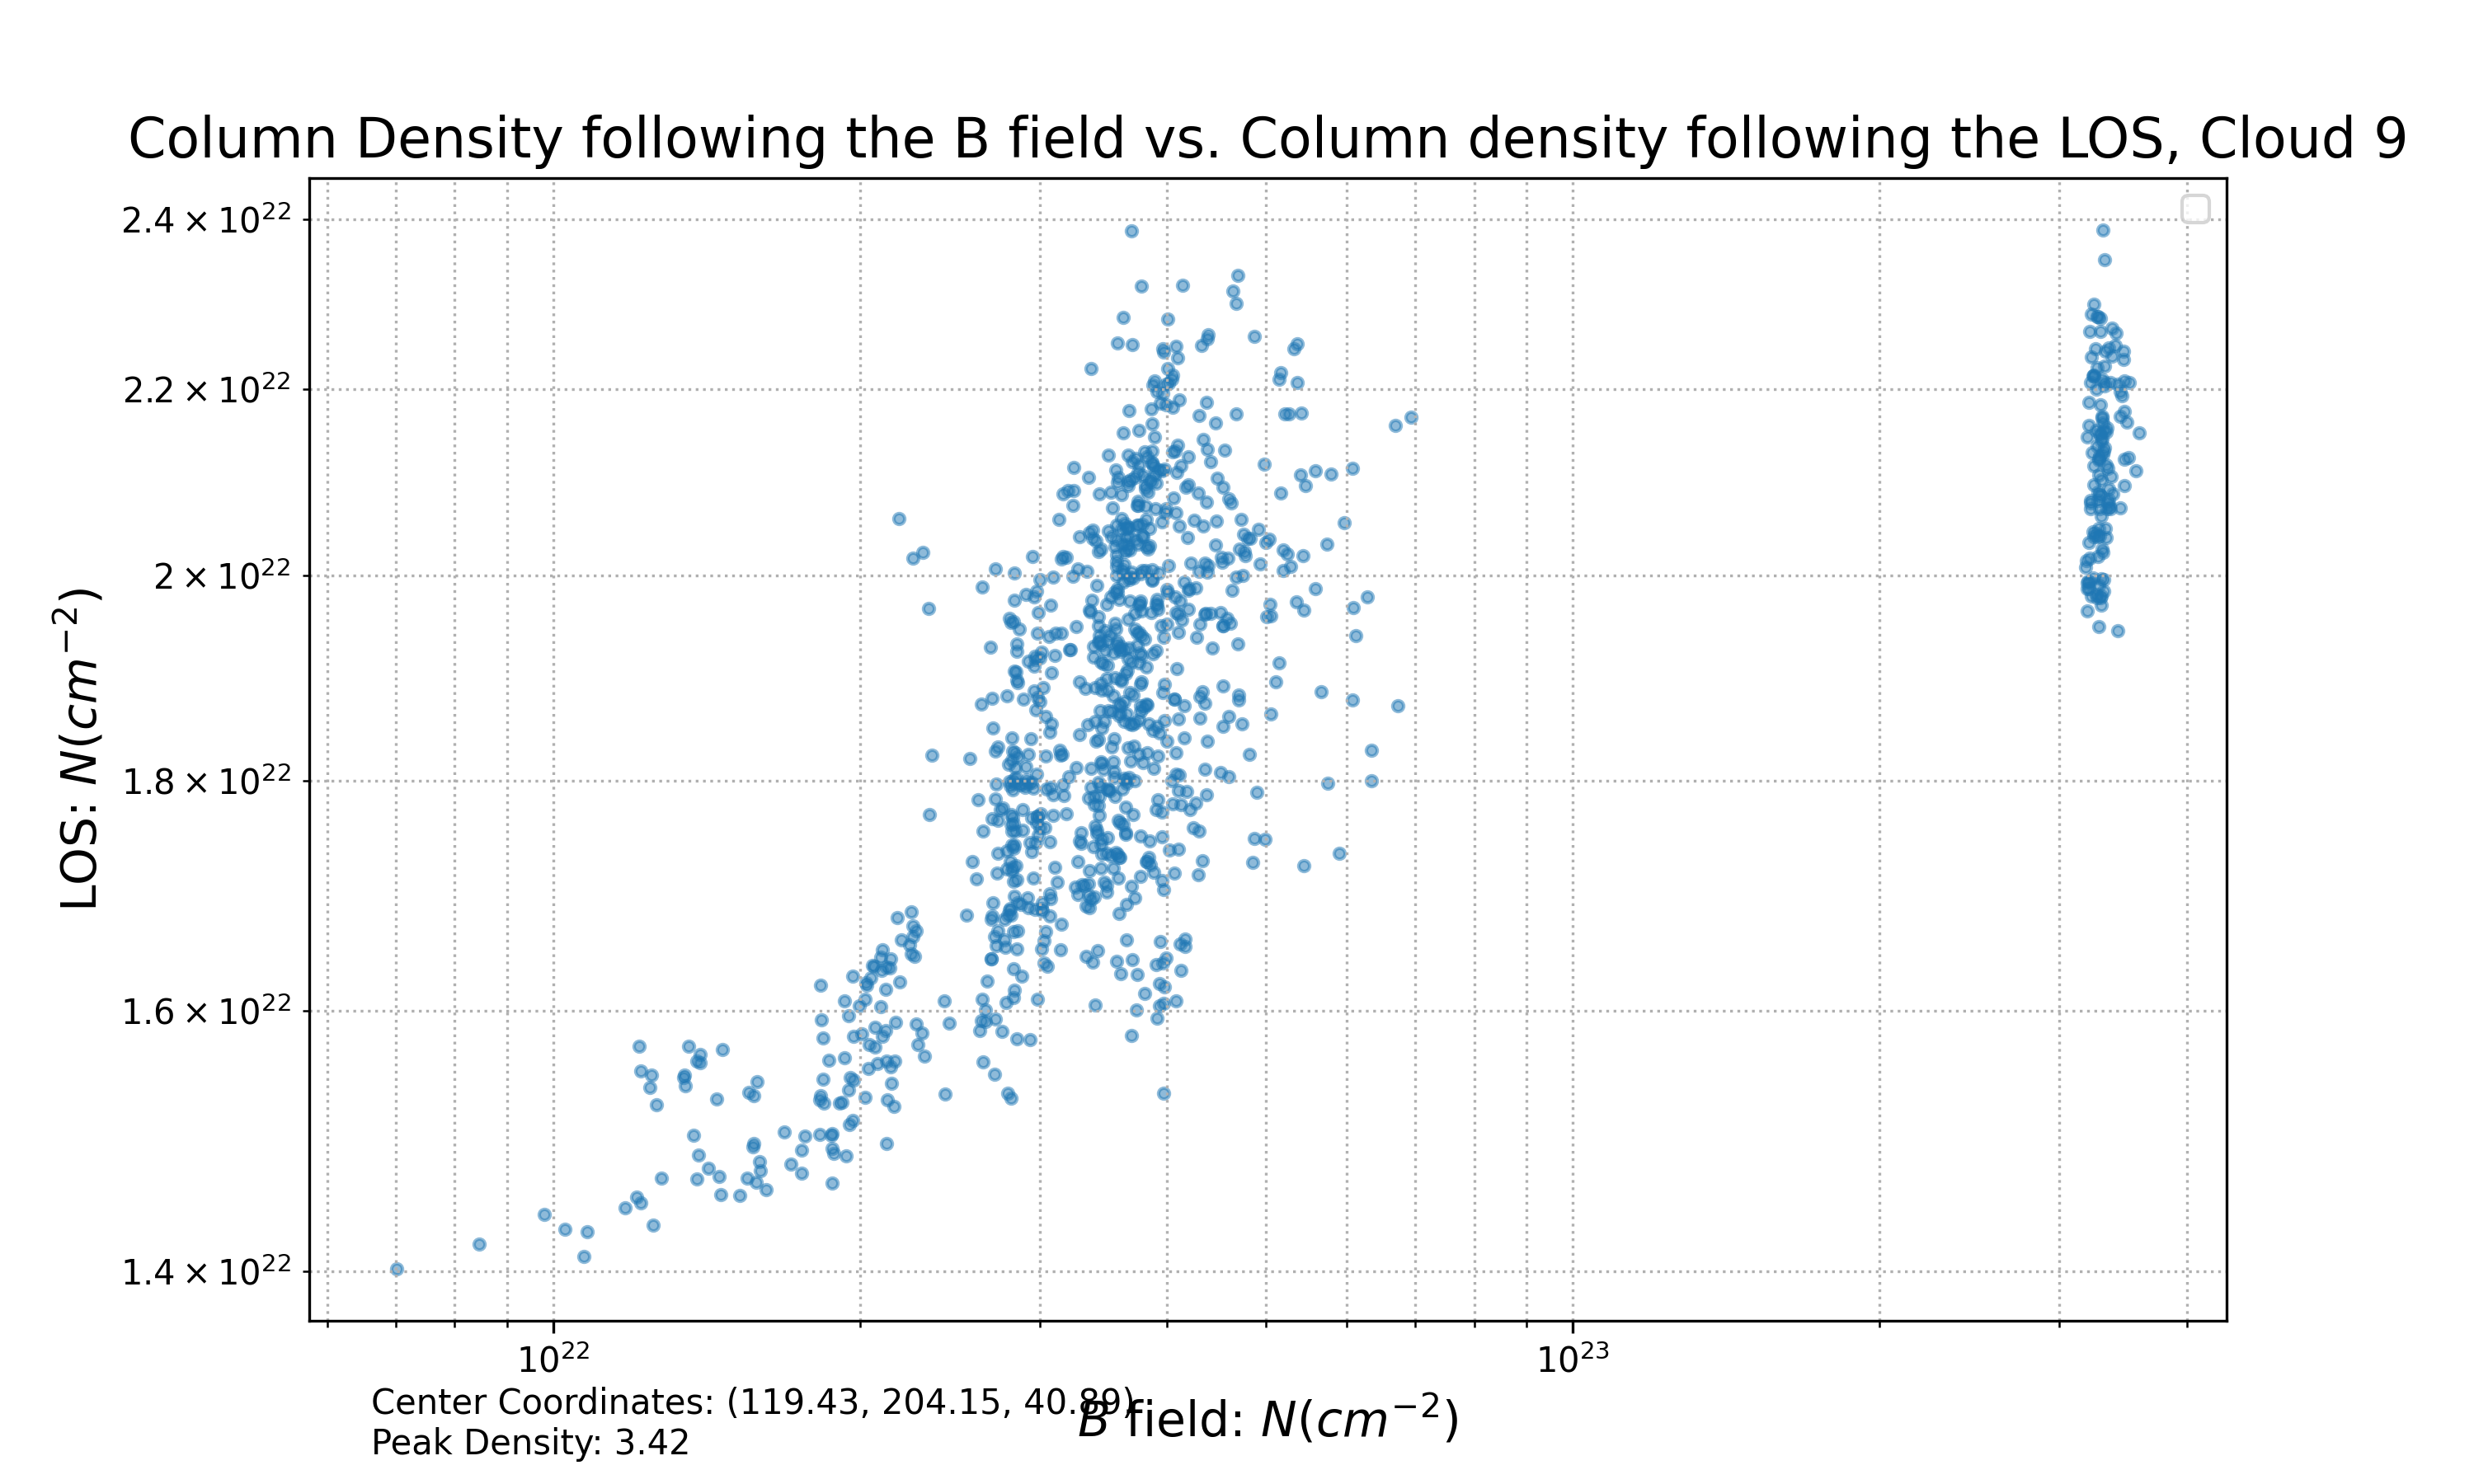 Column Density following the B field vs. Column density following the LOS, Cloud 9
2.4 × 10²²
2.2 × 10²²
2 × 10²²
1.8 × 10²²
1.6 × 10²²
1.4 × 10²²
LOS: N(cm⁻²)
10²² 10²³
Center Coordinates: (119.43, 204.15, 40.89)
B field: N(cm⁻²)
Peak Density: 3.42